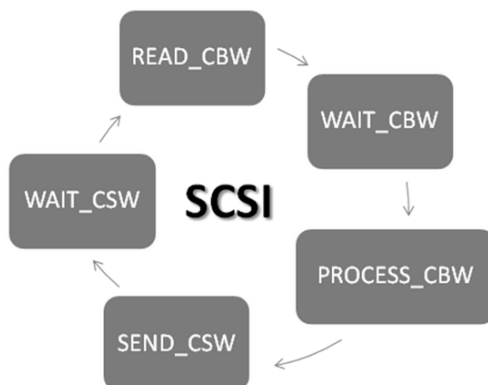 READ_CBW
WAIT_CBW
WAIT_CSW
SCSI
PROCESS_CBW
SEND_CSW